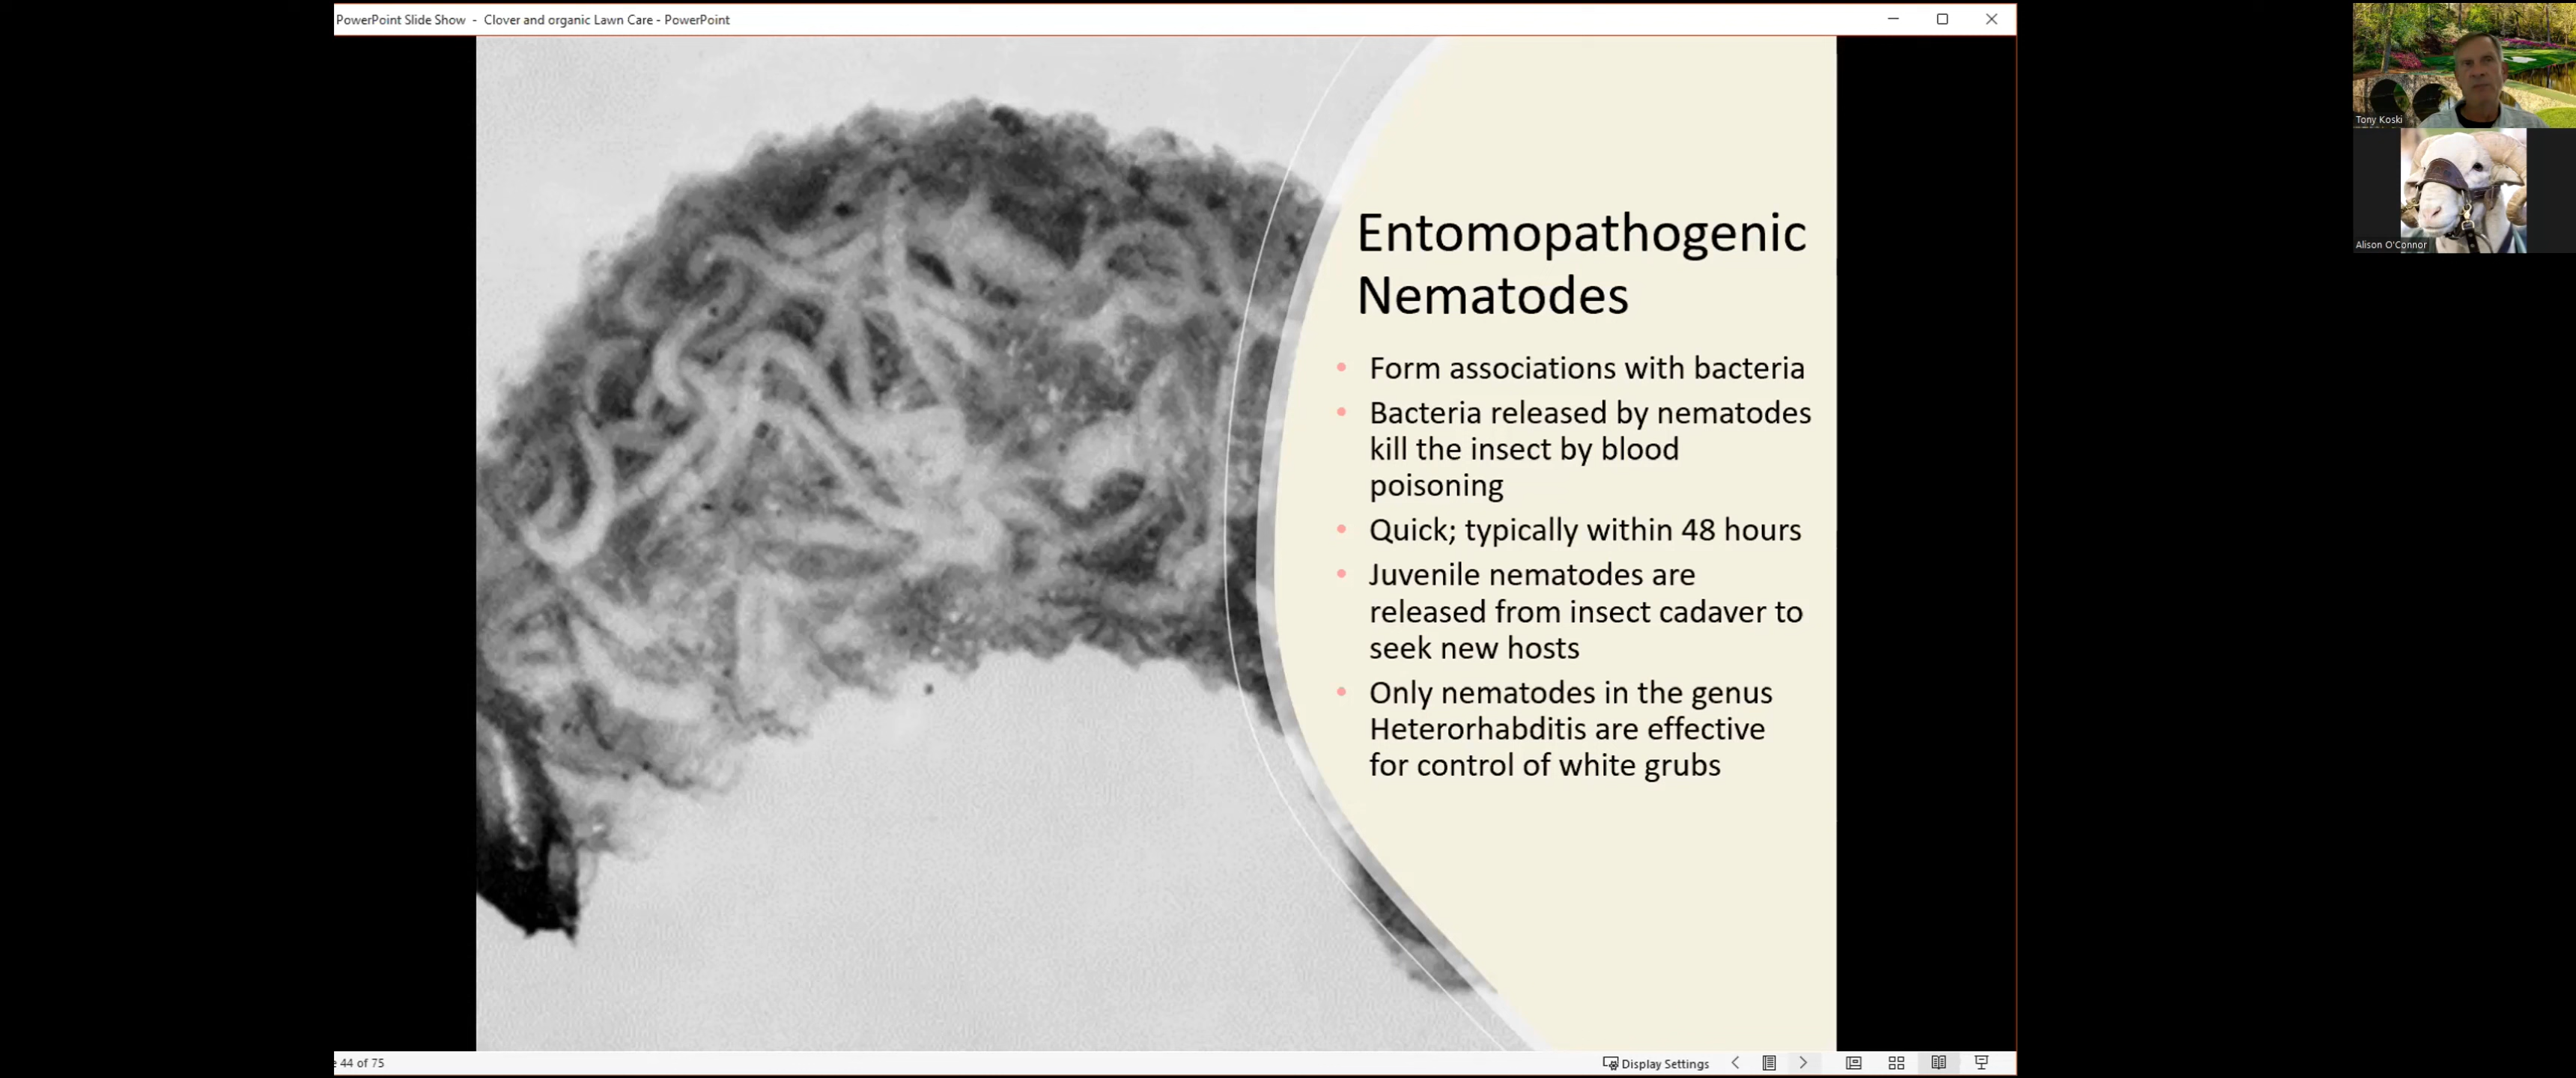 PowerPoint Slide Show - Clover and organic Lawn Care - PowerPoint
Entomopathogenic
Nematodes
• Form associations with bacteria
• Bacteria released by nematodes
kill the insect by blood
poisoning
• Quick; typically within 48 hours
• Juvenile nematodes are
released from insect cadaver to
seek new hosts
• Only nematodes in the genus
Heterorhabditis are effective
for control of white grubs
44 of 75
Display Settings
Tony Koski
Alison O'Connor